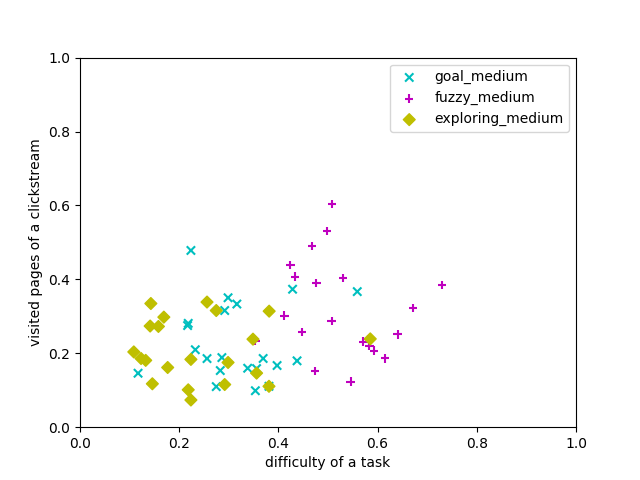 goal_medium
fuzzy_medium
exploring_medium
visited pages of a clickstream
1.0
0.8
0.6
0.4
0.2
0.0
0.0 0.2 0.4 0.6 0.8 1.0
difficulty of a task